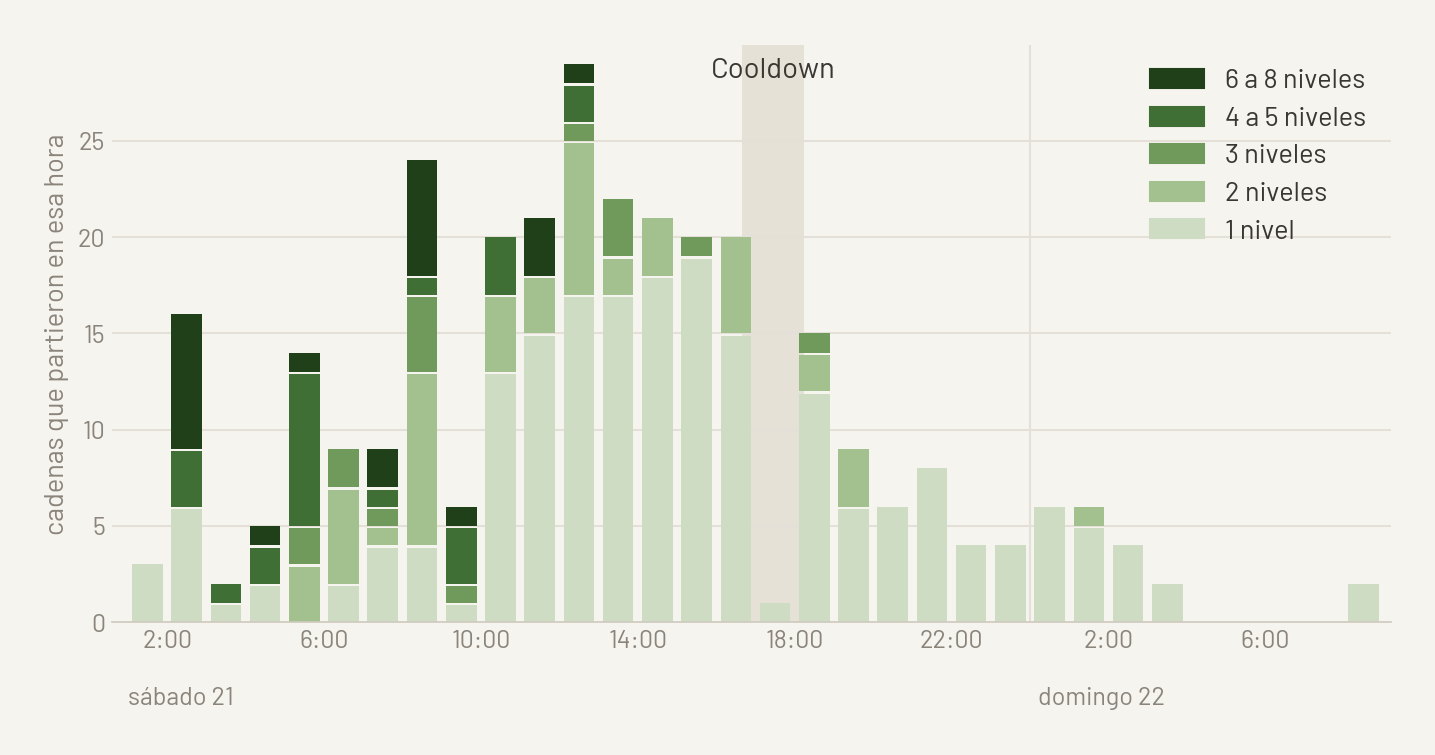 Cooldown
6 a 8 niveles
4 a 5 niveles
3 niveles
2 niveles
1 nivel
cadenas que partieron en esa hora
25
20
15
10
5
0
2:00 6:00 10:00 14:00 18:00 22:00 2:00 6:00
sábado 21 domingo 22